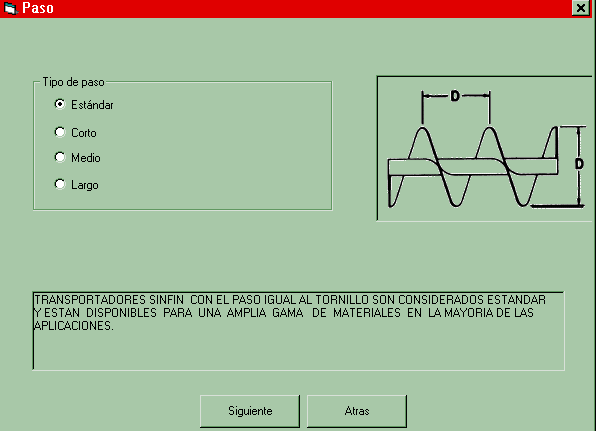 Paso
Tipo de paso
Estándar
Corto
Medio
Largo
D
D
TRANSPORTADORES SINFIN CON EL PASO IGUAL AL TORNILLO SON CONSIDERADOS ESTANDAR
Y ESTAN DISPONIBLES PARA UNA AMPLIA GAMA DE MATERIALES EN LA MAYORIA DE LAS
APLICACIONES.
Siguiente
Atras